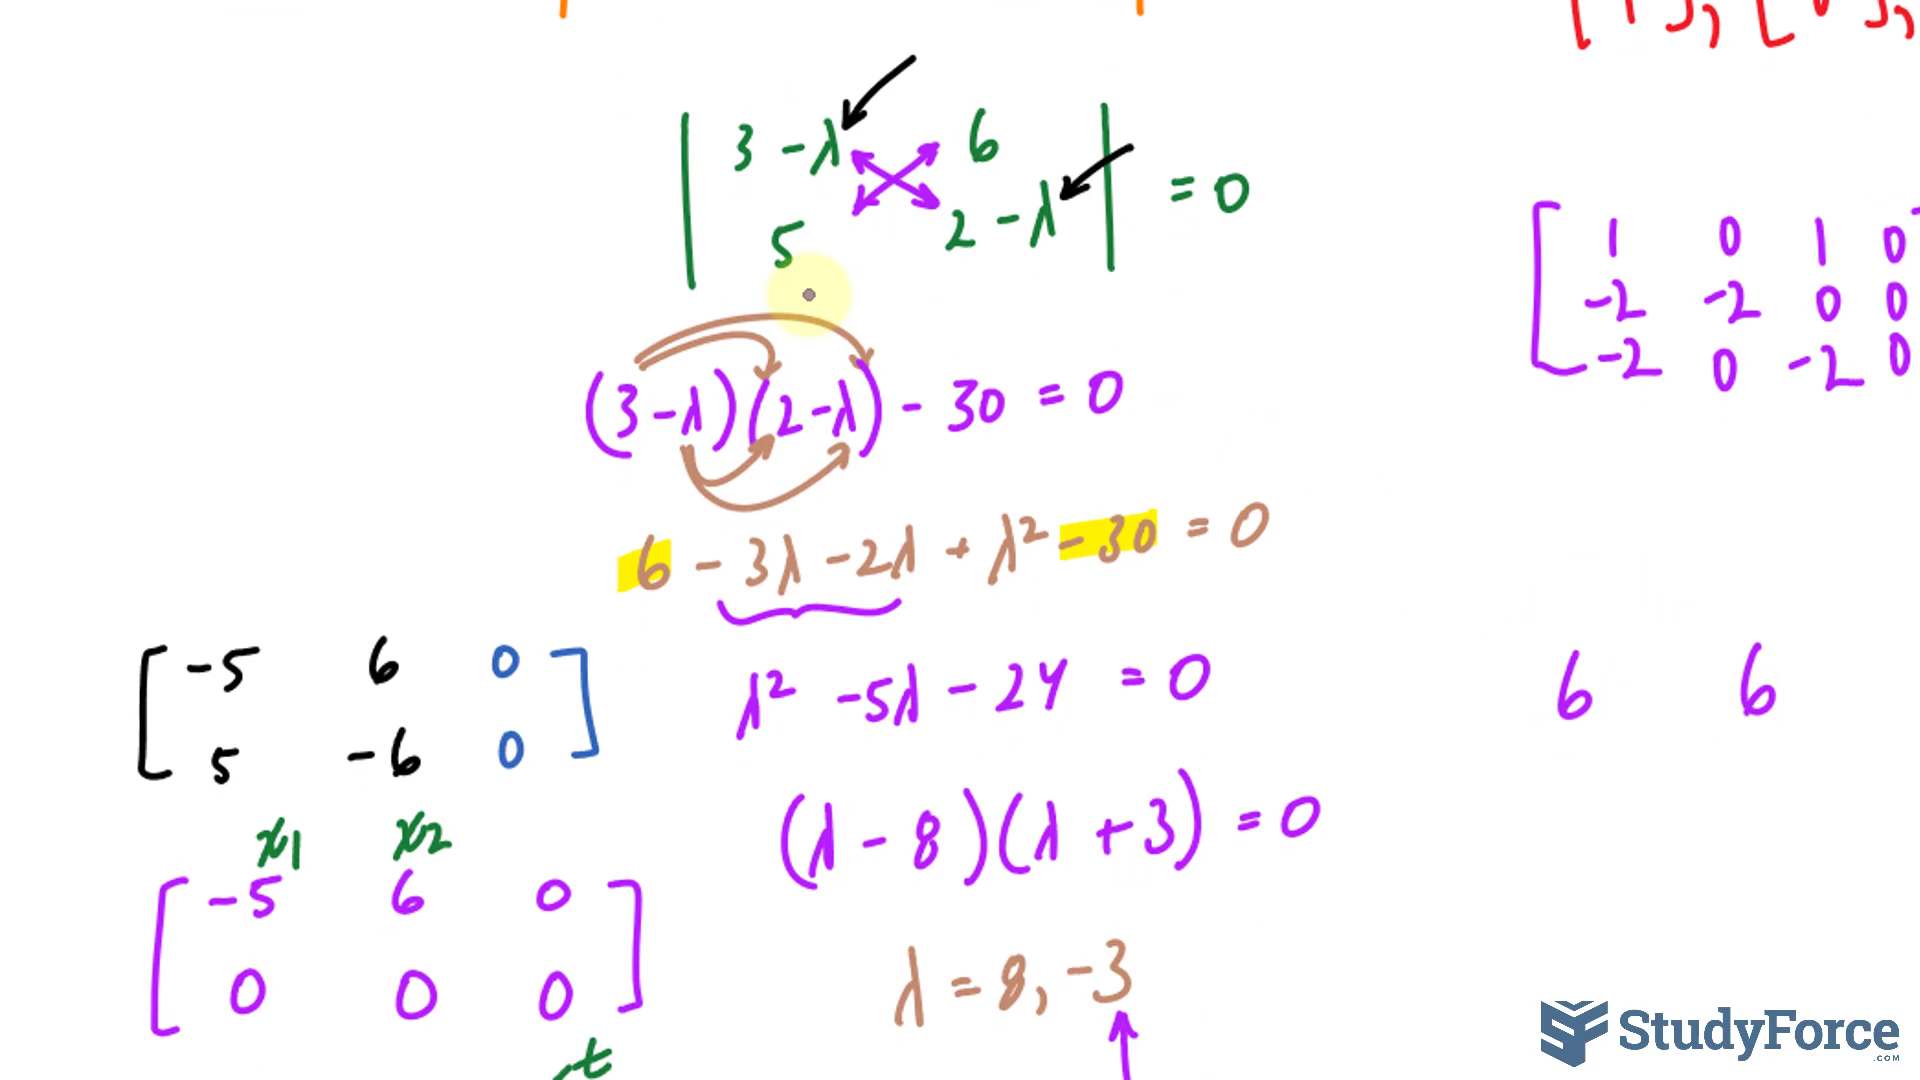 3 - λ 6
5 2 - λ = 0
(3 - λ)(2 - λ) - 30 = 0
6 - 3λ - 2λ + λ² - 30 = 0
λ² - 5λ - 24 = 0
(λ - 8)(λ + 3) = 0
λ = 8, -3
-5 6 0
5 -6 0
x1 x2
-5 6 0
0 0 0
t
1 0 1 0
-2 -2 0 0
-2 0 -2 0
6 6
StudyForce
.COM